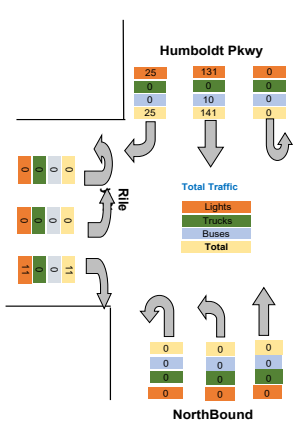 Humboldt Pkwy
25 131 0
0 0 0
0 10 0
25 141 0
0 0 0 0
Rile
0 0 0 0
11 0 0 11
Total Traffic
Lights
Trucks
Buses
Total
0 0 0
0 0 0
0 0 0
0 0 0
NorthBound